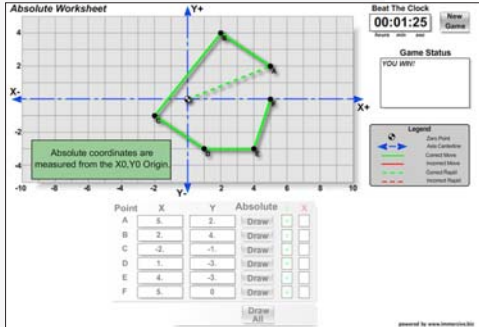 Absolute Worksheet
Y+
Beat The Clock
00:01:25
hours min sec
New
Game
Game Status
YOU WIN!
4
2
X-
X+
-2
-4
Absolute coordinates are
measured from the X0,Y0 Origin.
-10 -8 -6 -4 -2 Y- 2 4 6 8 10
Legend
Zero Point
Axis Centerline
Correct Move
Incorrect Move
Correct Rapid
Incorrect Rapid
Point X Y Absolute X
A 5. 2. Draw
B 2. 4. Draw
C -2. -1. Draw
D 1. -3. Draw
E 4. -3. Draw
F 5. 0 Draw
Draw
All
powered by www.immersive.biz